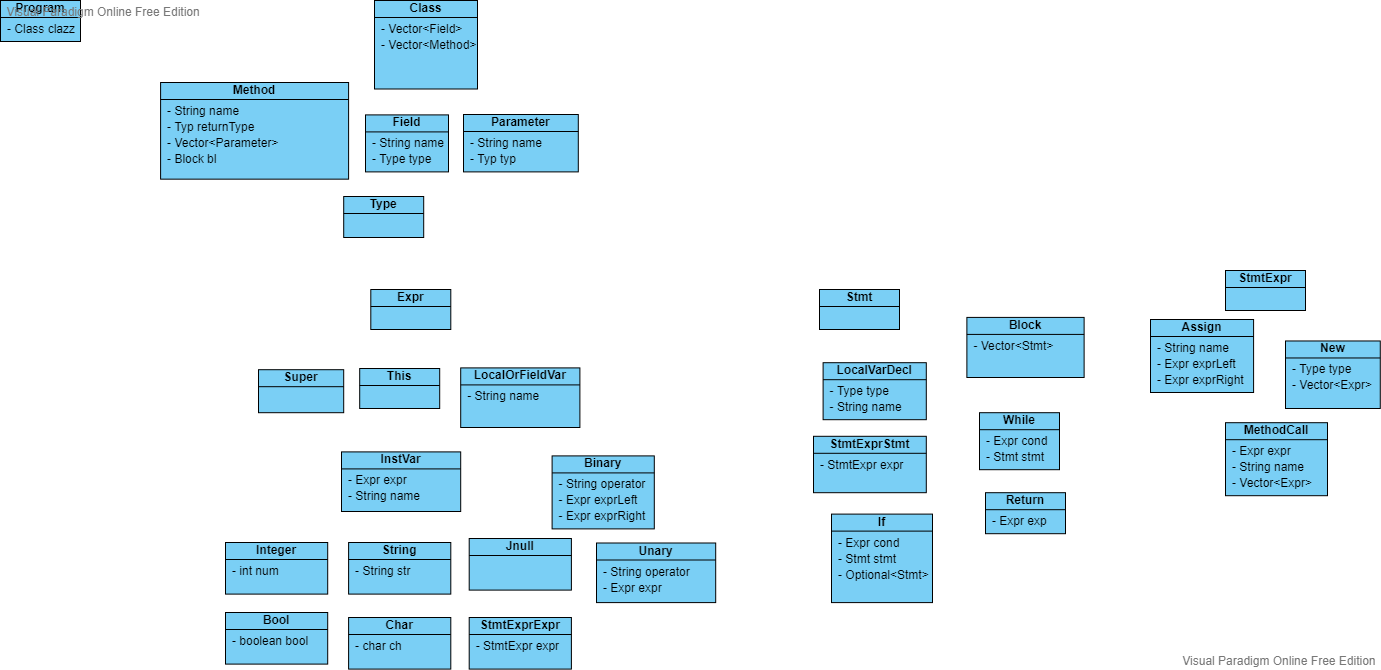 Program
Visual Paradigm Online Free Edition
- Class clazz
Class
- Vector<Field>
- Vector<Method>
Method
- String name
- Typ returnType
- Vector<Parameter>
- Block bl
Field
- String name
- Type type
Parameter
- String name
- Typ typ
Type
Expr
Super
This
LocalOrFieldVar
- String name
InstVar
- Expr expr
- String name
Binary
- String operator
- Expr exprLeft
- Expr exprRight
Integer
- int num
String
- String str
Jnull
Unary
- String operator
- Expr expr
Bool
- boolean bool
Char
- char ch
StmtExprExpr
- StmtExpr expr
Stmt
Block
- Vector<Stmt>
LocalVarDecl
- Type type
- String name
While
- Expr cond
- Stmt stmt
StmtExprStmt
- StmtExpr expr
Return
- Expr exp
If
- Expr cond
- Stmt stmt
- Optional<Stmt>
StmtExpr
Assign
- String name
- Expr exprLeft
- Expr exprRight
New
- Type type
- Vector<Expr>
MethodCall
- Expr expr
- String name
- Vector<Expr>
Visual Paradigm Online Free Edition